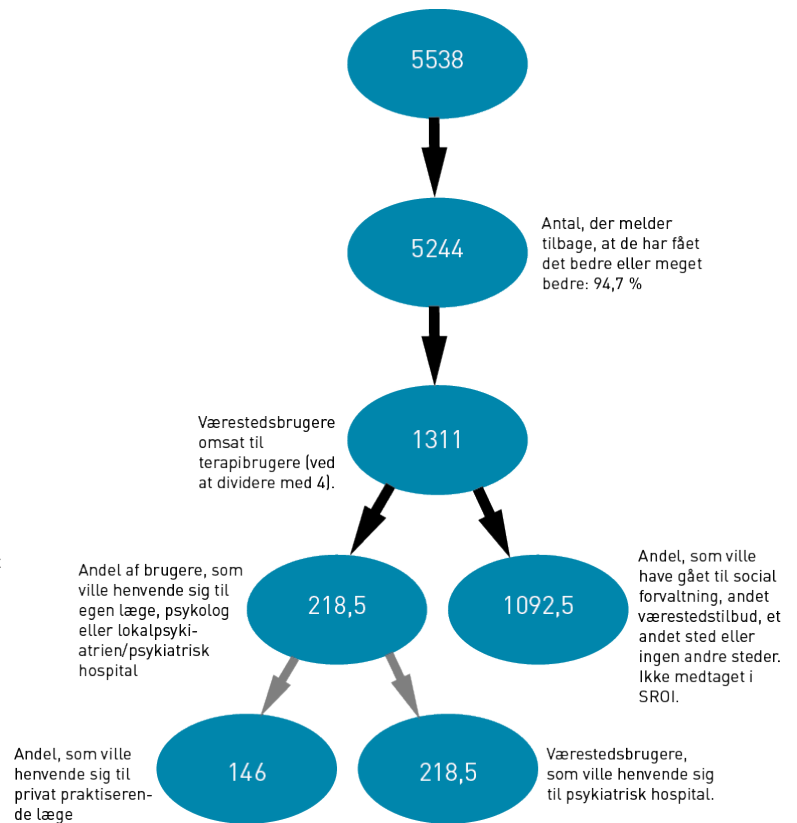 5538
5244
Antal, der melder
tilbage, at de har fået
det bedre eller meget
bedre: 94,7 %
Værestedsbrugere
omsat til
terapibrugere (ved
at dividere med 4).
1311
Andel af brugere, som
ville henvende sig til
egen læge, psykolog
eller lokalpsyki-
atrien/psykiatrisk
hospital
218,5
1092,5
Andel, som ville
have gået til social
forvaltning, andet
værestedstilbud, et
andet sted eller
ingen andre steder.
Ikke medtaget i
SROI.
Andel, som ville
henvende sig til
privat praktiseren-
de læge
146
218,5
Værestedsbrugere,
som ville henvende sig
til psykiatrisk hospital.